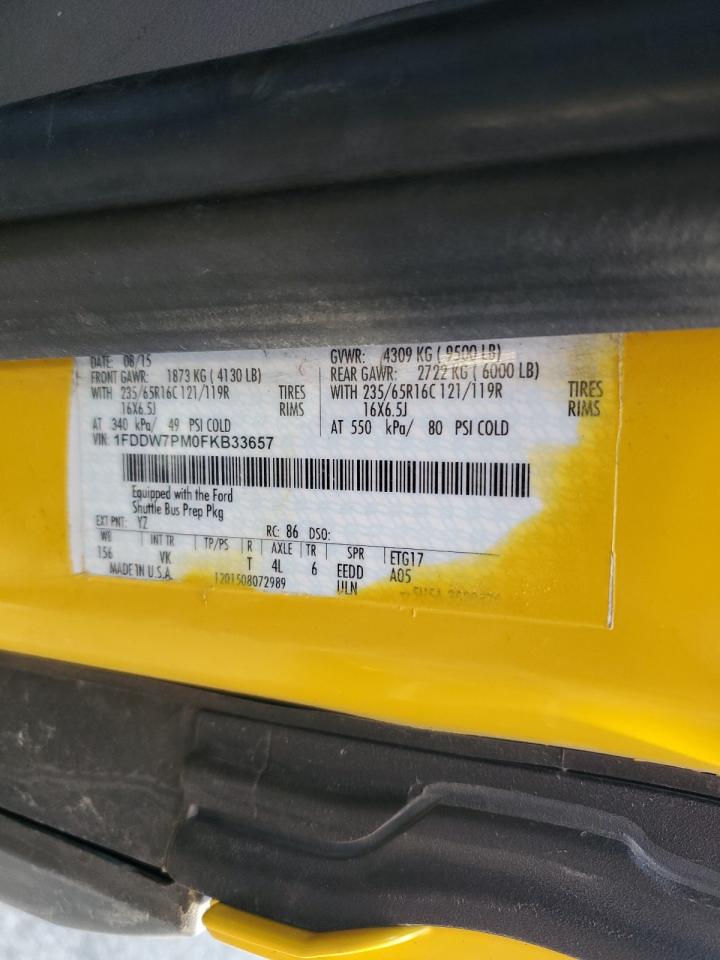 DATE: 08/15 GVWR: 4309 KG ( 9500 LB)
FRONT GAWR: 1873 KG ( 4130 LB) REAR GAWR: 2722 KG ( 6000 LB)
WITH 235/65R16C 121/119R TIRES WITH 235/65R16C 121/119R TIRES
16X6.5J RIMS 16X6.5J RIMS
AT 340 kPa/ 49 PSI COLD AT 550 kPa/ 80 PSI COLD
VIN: 1FDDW7PM0FKB33657
Equipped with the Ford
Shuttle Bus Prep Pkg
EXT PNT: YZ RC: 86 DSO:
WB INT TR TP/PS R AXLE TR SPR ETG17
156 VK T 4L 6 EEDD A05
MADE IN U.S.A. 1201508072989 ULN